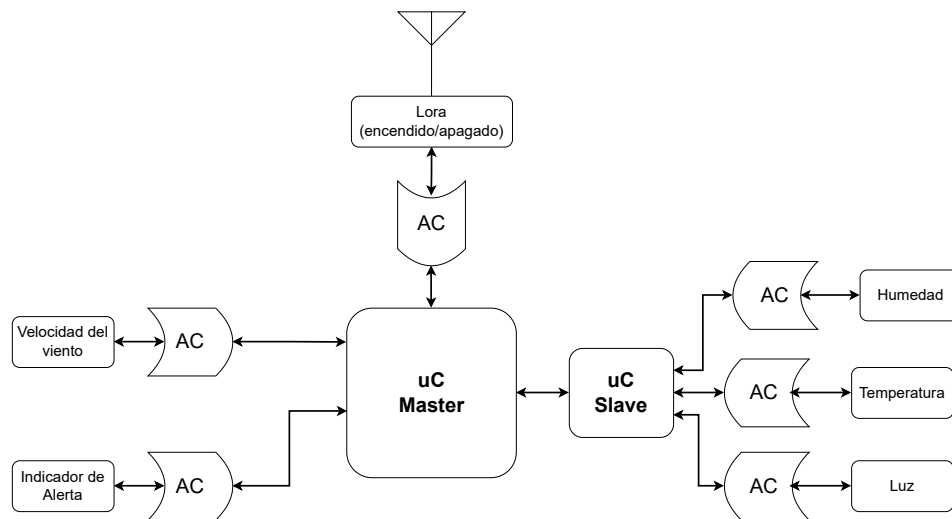 Lora
(encendido/apagado)
AC
AC
Humedad
Velocidad del
viento
AC
uC
Master
uC
Slave
AC
Temperatura
Indicador de
Alerta
AC
AC
Luz